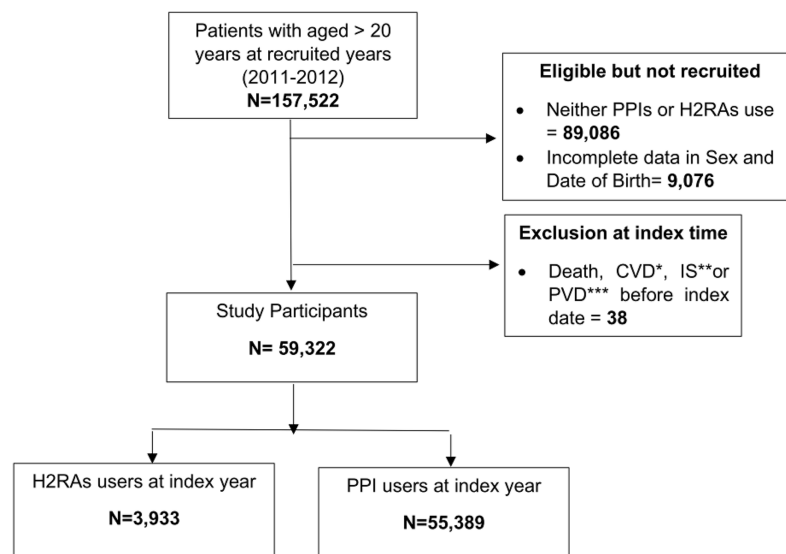 Patients with aged > 20
years at recruited years
(2011-2012)
N=157,522
Eligible but not recruited
• Neither PPIs or H2RAs use
= 89,086
• Incomplete data in Sex and
Date of Birth= 9,076
Exclusion at index time
• Death, CVD*, IS**or
PVD*** before index
date = 38
Study Participants
N= 59,322
H2RAs users at index year
N=3,933
PPI users at index year
N=55,389